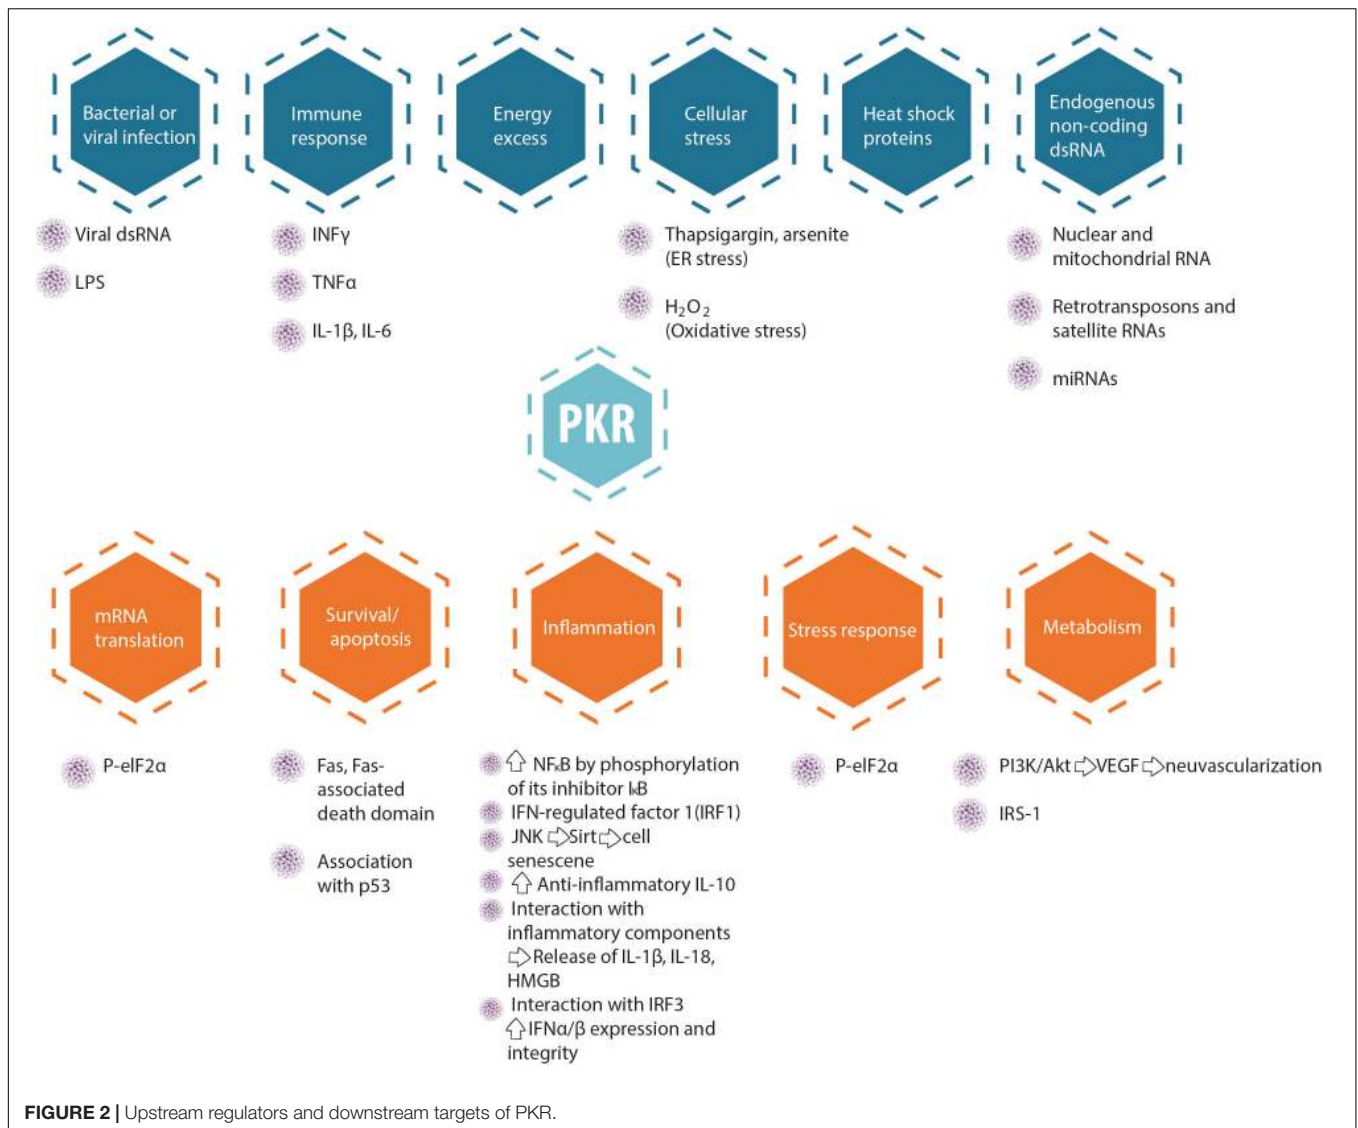 Bacterial or
viral infection
Immune
response
Energy
excess
Cellular
stress
Heat shock
proteins
Endogenous
non-coding
dsRNA
Viral dsRNA
LPS
INFγ
TNFα
IL-1β, IL-6
Thapsigargin, arsenite
(ER stress)
H₂O₂
(Oxidative stress)
Nuclear and
mitochondrial RNA
Retrotransposons and
satellite RNAs
miRNAs
PKR
mRNA
translation
Survival/
apoptosis
Inflammation
Stress response
Metabolism
P-eIF2α
Fas, Fas-
associated
death domain
Association
with p53
⇧ NFκB by phosphorylation
of its inhibitor IκB
IFN-regulated factor 1(IRF1)
JNK ⇨Sirt⇨cell
senescene
⇧ Anti-inflammatory IL-10
Interaction with
inflammatory components
⇨Release of IL-1β, IL-18,
HMGB
Interaction with IRF3
⇧IFNα/β expression and
integrity
P-eIF2α
PI3K/Akt⇨VEGF⇨neuvascularization
IRS-1
FIGURE 2 | Upstream regulators and downstream targets of PKR.